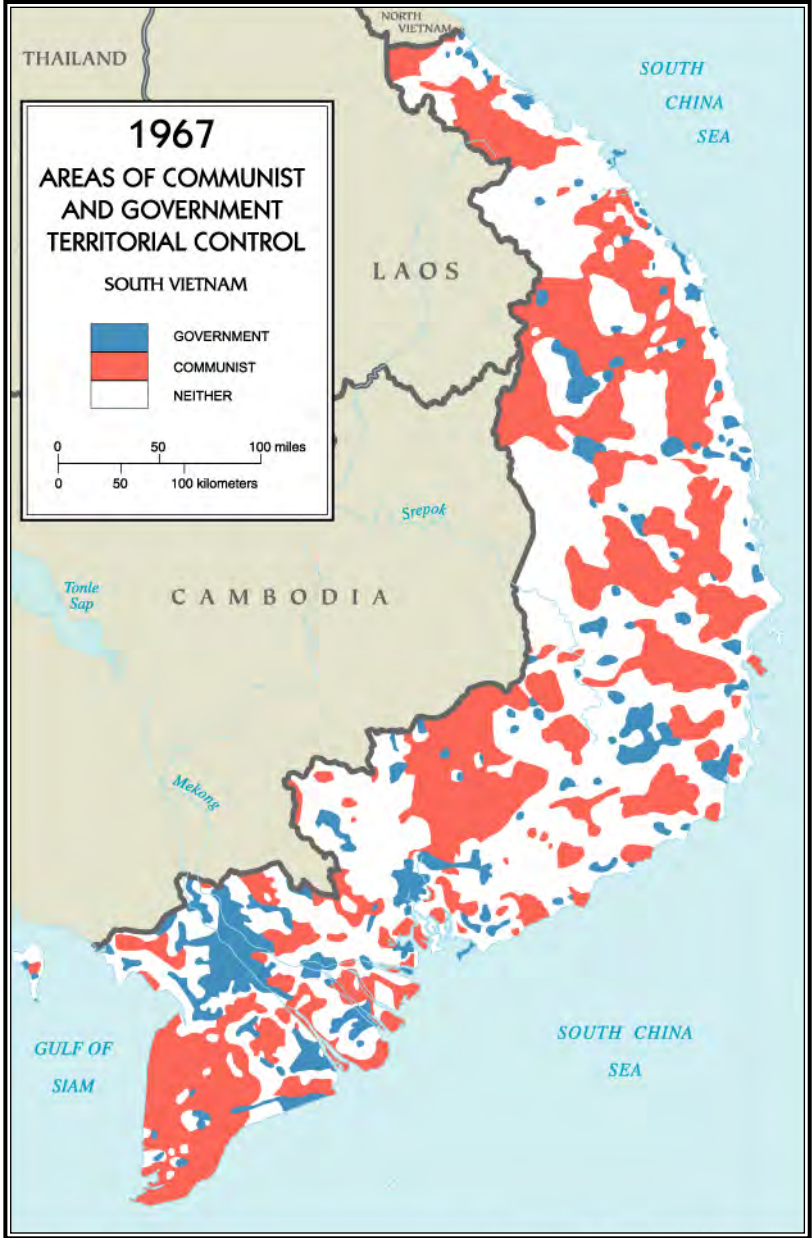 NORTH
VIETNAM
THAILAND
SOUTH
CHINA
SEA
1967
AREAS OF COMMUNIST
AND GOVERNMENT
TERRITORIAL CONTROL
SOUTH VIETNAM
GOVERNMENT
COMMUNIST
NEITHER
0 50 100 miles
0 50 100 kilometers
LAOS
Srepok
Tonle
Sap
CAMBODIA
Mekong
GULF OF
SIAM
SOUTH CHINA
SEA